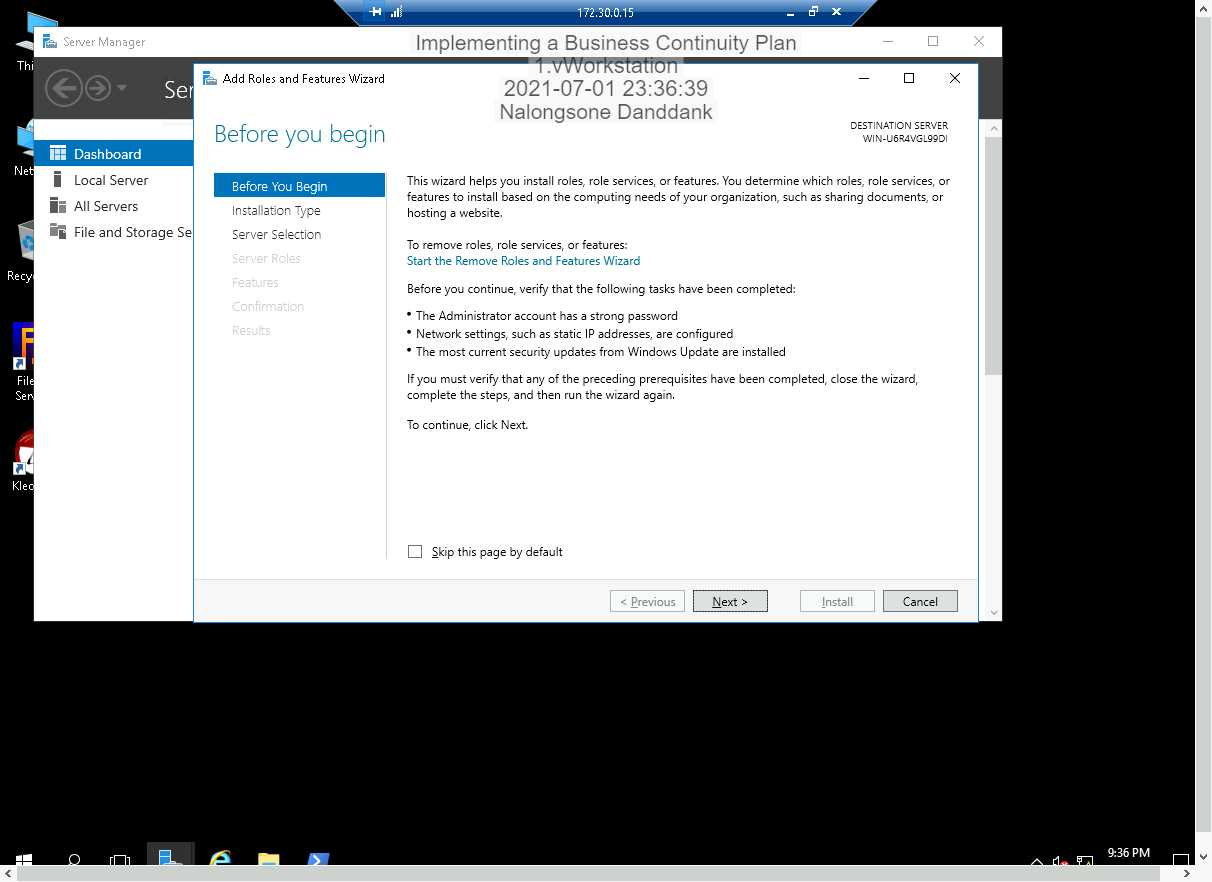 172.30.0.15
Server Manager
Implementing a Business Continuity Plan
1.vWorkstation
2021-07-01 23:36:39
Nalongsone Danddank
Add Roles and Features Wizard
Before you begin
DESTINATION SERVER
WIN-U6R4VGL99DI
Dashboard
Local Server
All Servers
File and Storage Se
Before You Begin
Installation Type
Server Selection
Server Roles
Features
Confirmation
Results
This wizard helps you install roles, role services, or features. You determine which roles, role services, or
features to install based on the computing needs of your organization, such as sharing documents, or
hosting a website.
To remove roles, role services, or features:
Start the Remove Roles and Features Wizard
Before you continue, verify that the following tasks have been completed:
• The Administrator account has a strong password
• Network settings, such as static IP addresses, are configured
• The most current security updates from Windows Update are installed
If you must verify that any of the preceding prerequisites have been completed, close the wizard,
complete the steps, and then run the wizard again.
To continue, click Next.
Skip this page by default
< Previous
Next >
Install
Cancel
Thi
Net
Recy
File
Serv
Kleo
9:36 PM